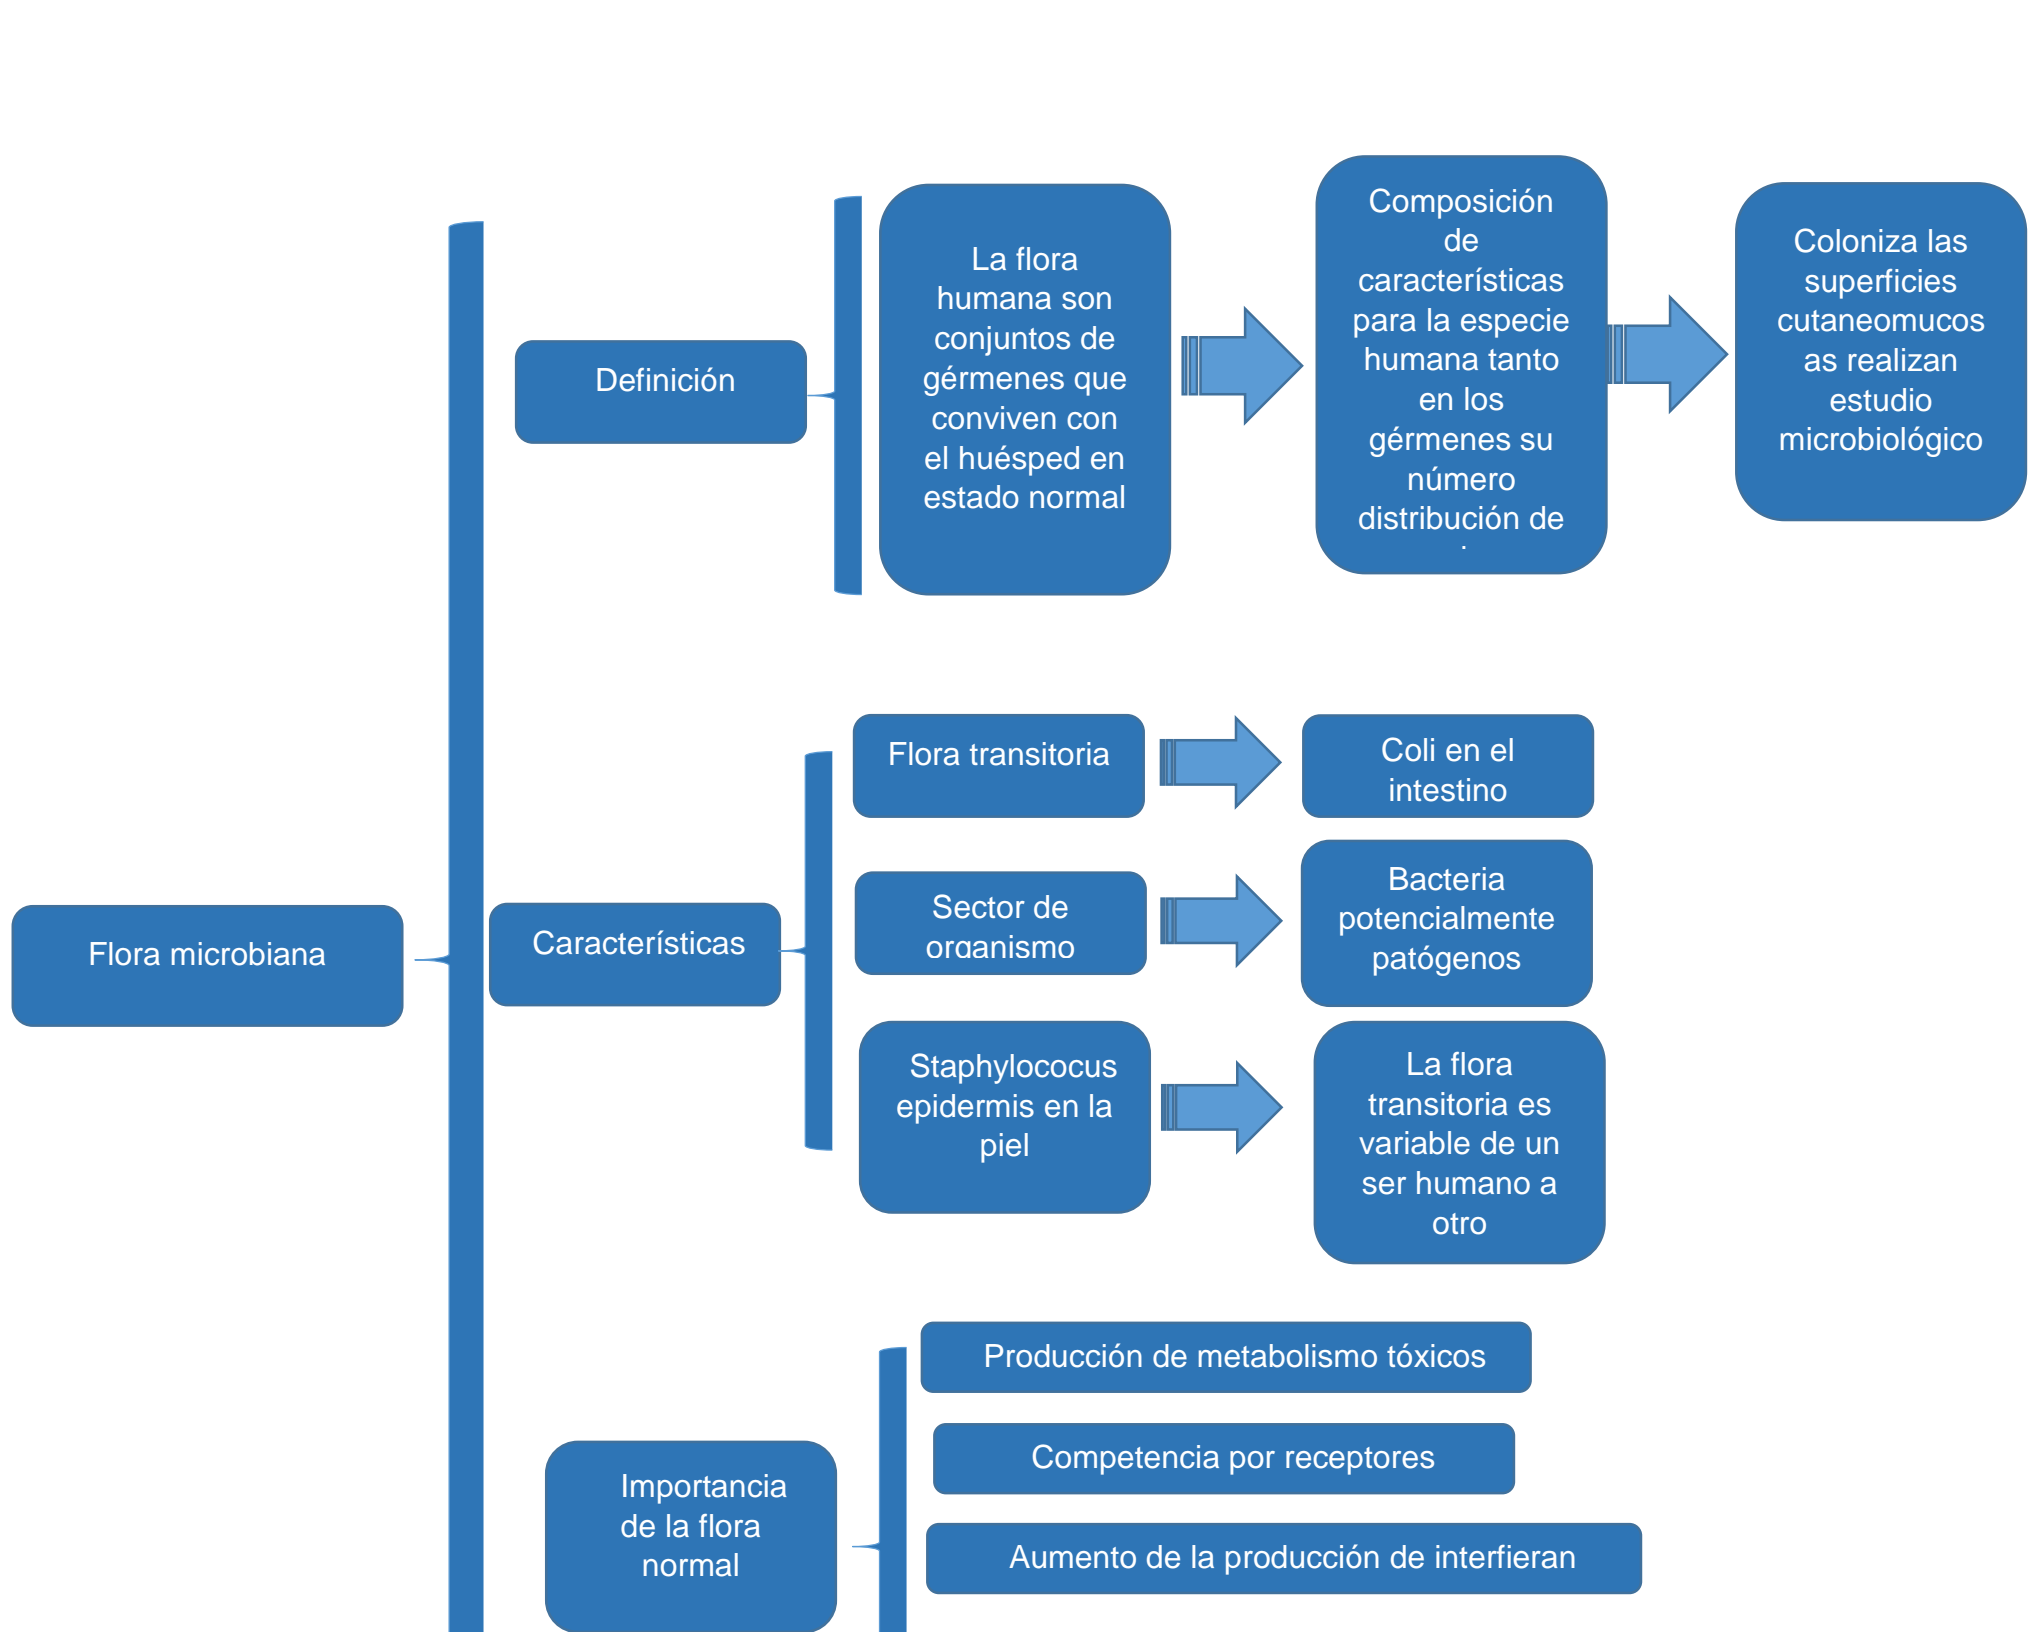 Flora microbiana
Definición
La flora
humana son
conjuntos de
gérmenes que
conviven con
el huésped en
estado normal
Composición
de
características
para la especie
humana tanto
en los
gérmenes su
número
distribución de
Coloniza las
superficies
cutaneomucos
as realizan
estudio
microbiológico
Características
Flora transitoria
Coli en el
intestino
Sector de
organismo
Bacteria
potencialmente
patógenos
Staphylococus
epidermis en la
piel
La flora
transitoria es
variable de un
ser humano a
otro
Importancia
de la flora
normal
Producción de metabolismo tóxicos
Competencia por receptores
Aumento de la producción de interfieran